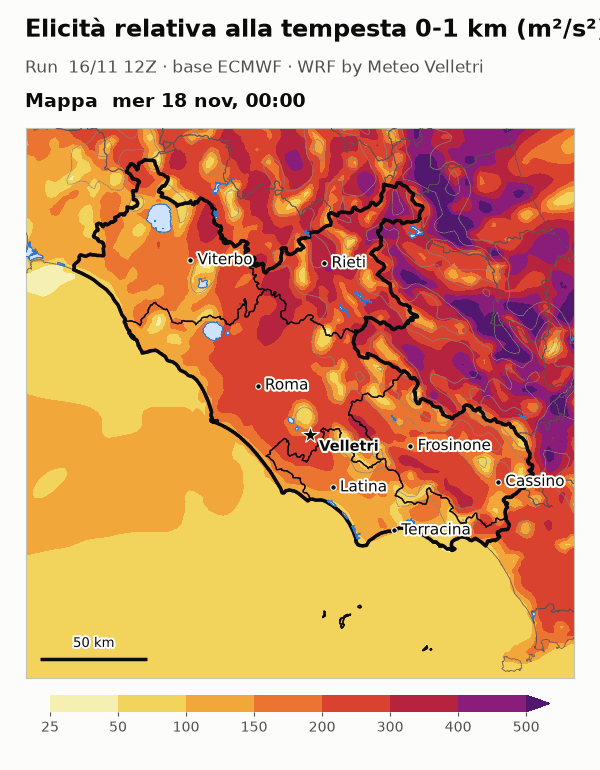 Elicità relativa alla tempesta 0-1 km (m²/s²)
Run 16/11 12Z · base ECMWF · WRF by Meteo Velletri
Mappa mer 18 nov, 00:00
Viterbo
Rieti
Roma
Velletri
Frosinone
Latina
Cassino
Terracina
50 km
25 50 100 150 200 300 400 500